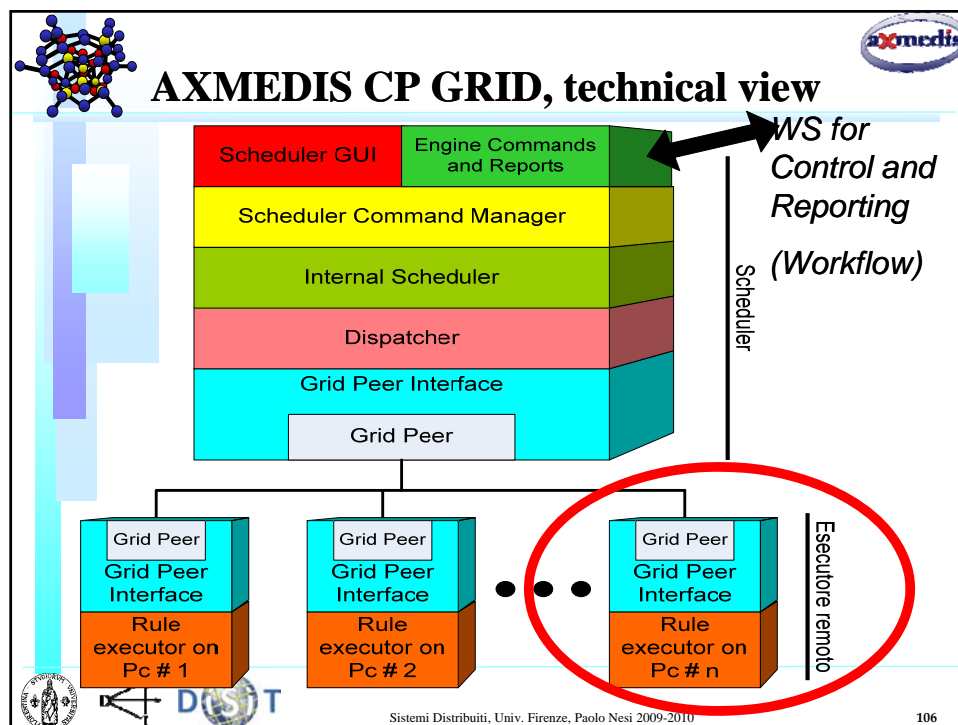 axmedis
AXMEDIS CP GRID, technical view
Scheduler GUI
Engine Commands
and Reports
WS for
Control and
Reporting
(Workflow)
Scheduler Command Manager
Internal Scheduler
Dispatcher
Grid Peer Interface
Grid Peer
Scheduler
Grid Peer
Grid Peer
Interface
Rule
executor on
Pc # 1
Grid Peer
Grid Peer
Interface
Rule
executor on
Pc # 2
Grid Peer
Grid Peer
Interface
Rule
executor on
Pc # n
Esecutore remoto
DISIT
Sistemi Distribuiti, Univ. Firenze, Paolo Nesi 2009-2010
106